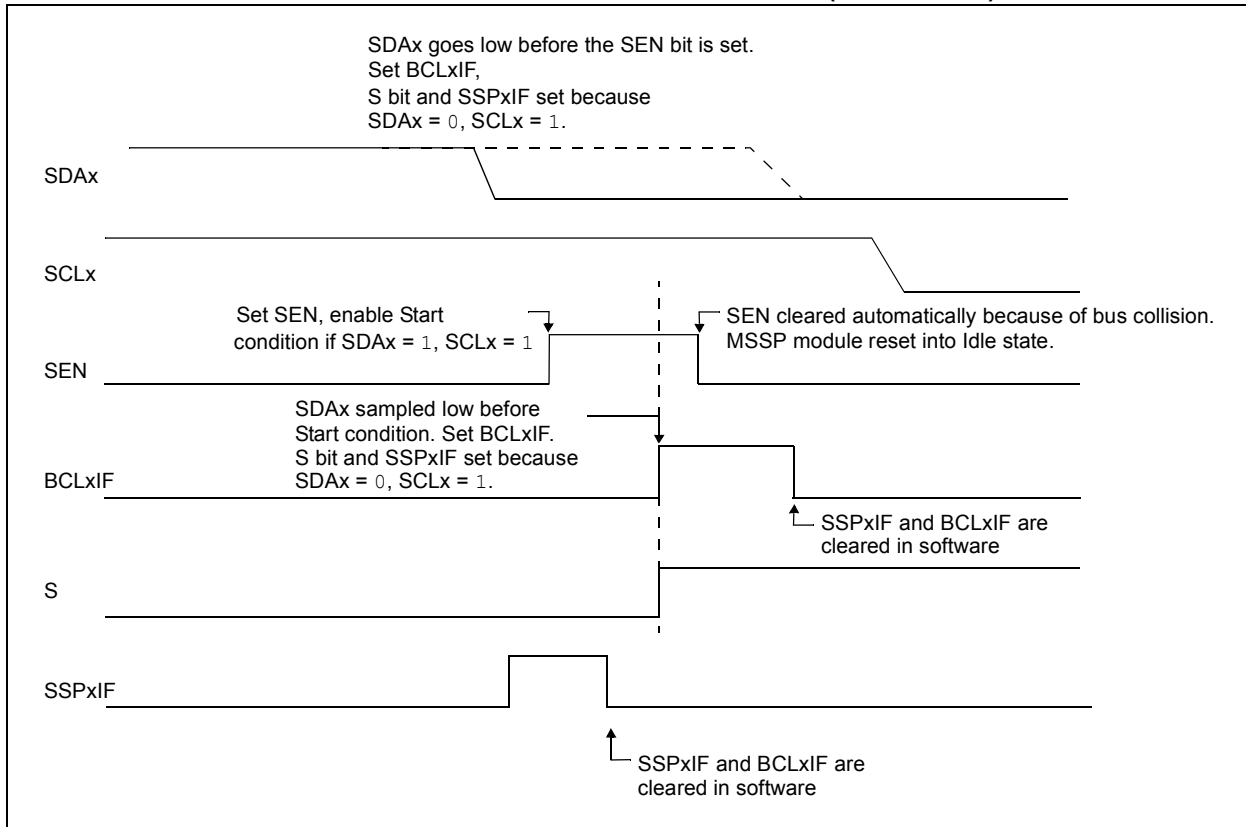 SDAx goes low before the SEN bit is set.
Set BCLxIF,
S bit and SSPxIF set because
SDAx = 0, SCLx = 1.
SDAx
SCLx
Set SEN, enable Start
condition if SDAx = 1, SCLx = 1
SEN cleared automatically because of bus collision.
MSSP module reset into Idle state.
SEN
SDAx sampled low before
Start condition. Set BCLxIF.
S bit and SSPxIF set because
SDAx = 0, SCLx = 1.
BCLxIF
SSPxIF and BCLxIF are
cleared in software
S
SSPxIF
SSPxIF and BCLxIF are
cleared in software